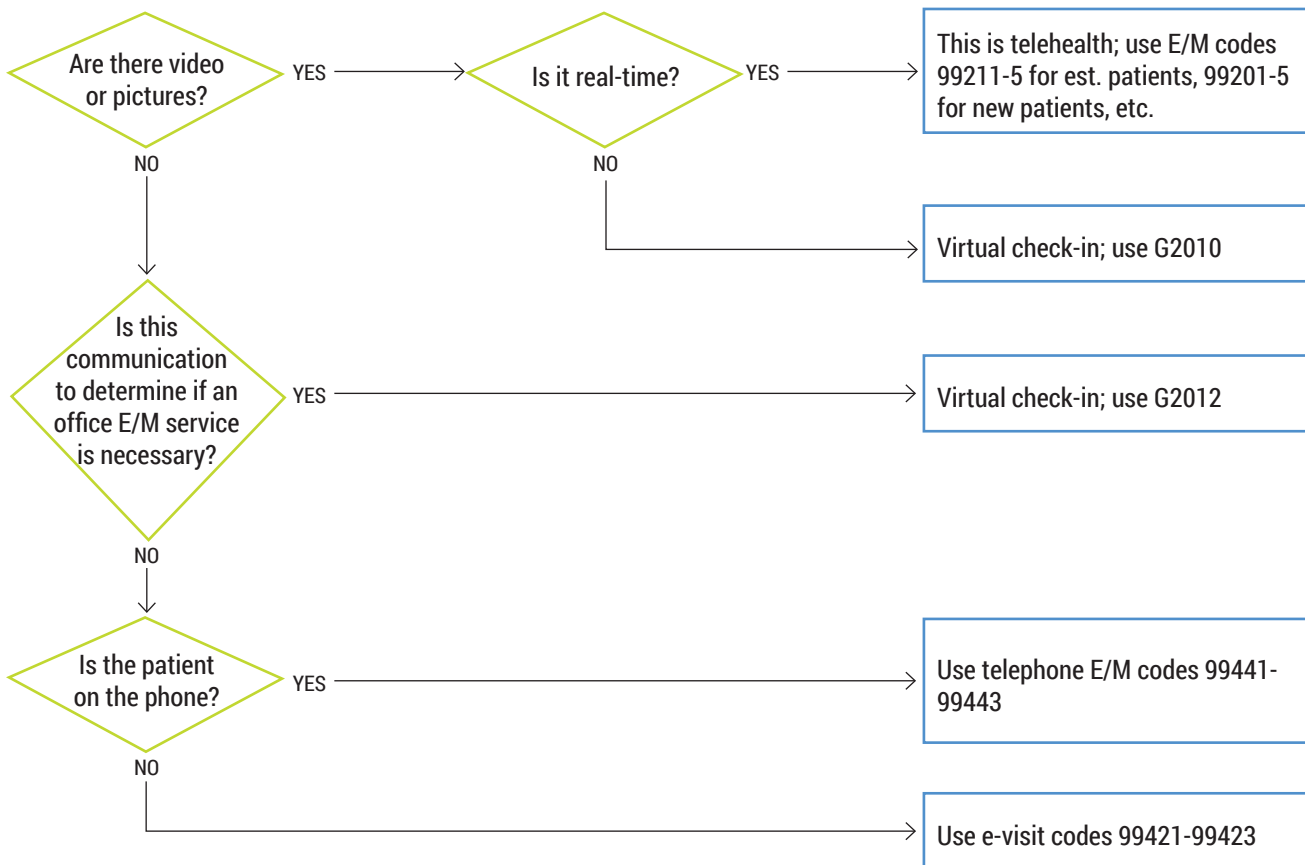 Are there video
or pictures?
YES
Is it real-time?
YES
This is telehealth; use E/M codes
99211-5 for est. patients, 99201-5
for new patients, etc.
NO
NO
Virtual check-in; use G2010
Is this
communication
to determine if an
office E/M service
is necessary?
YES
Virtual check-in; use G2012
NO
Is the patient
on the phone?
YES
Use telephone E/M codes 99441-
99443
NO
Use e-visit codes 99421-99423